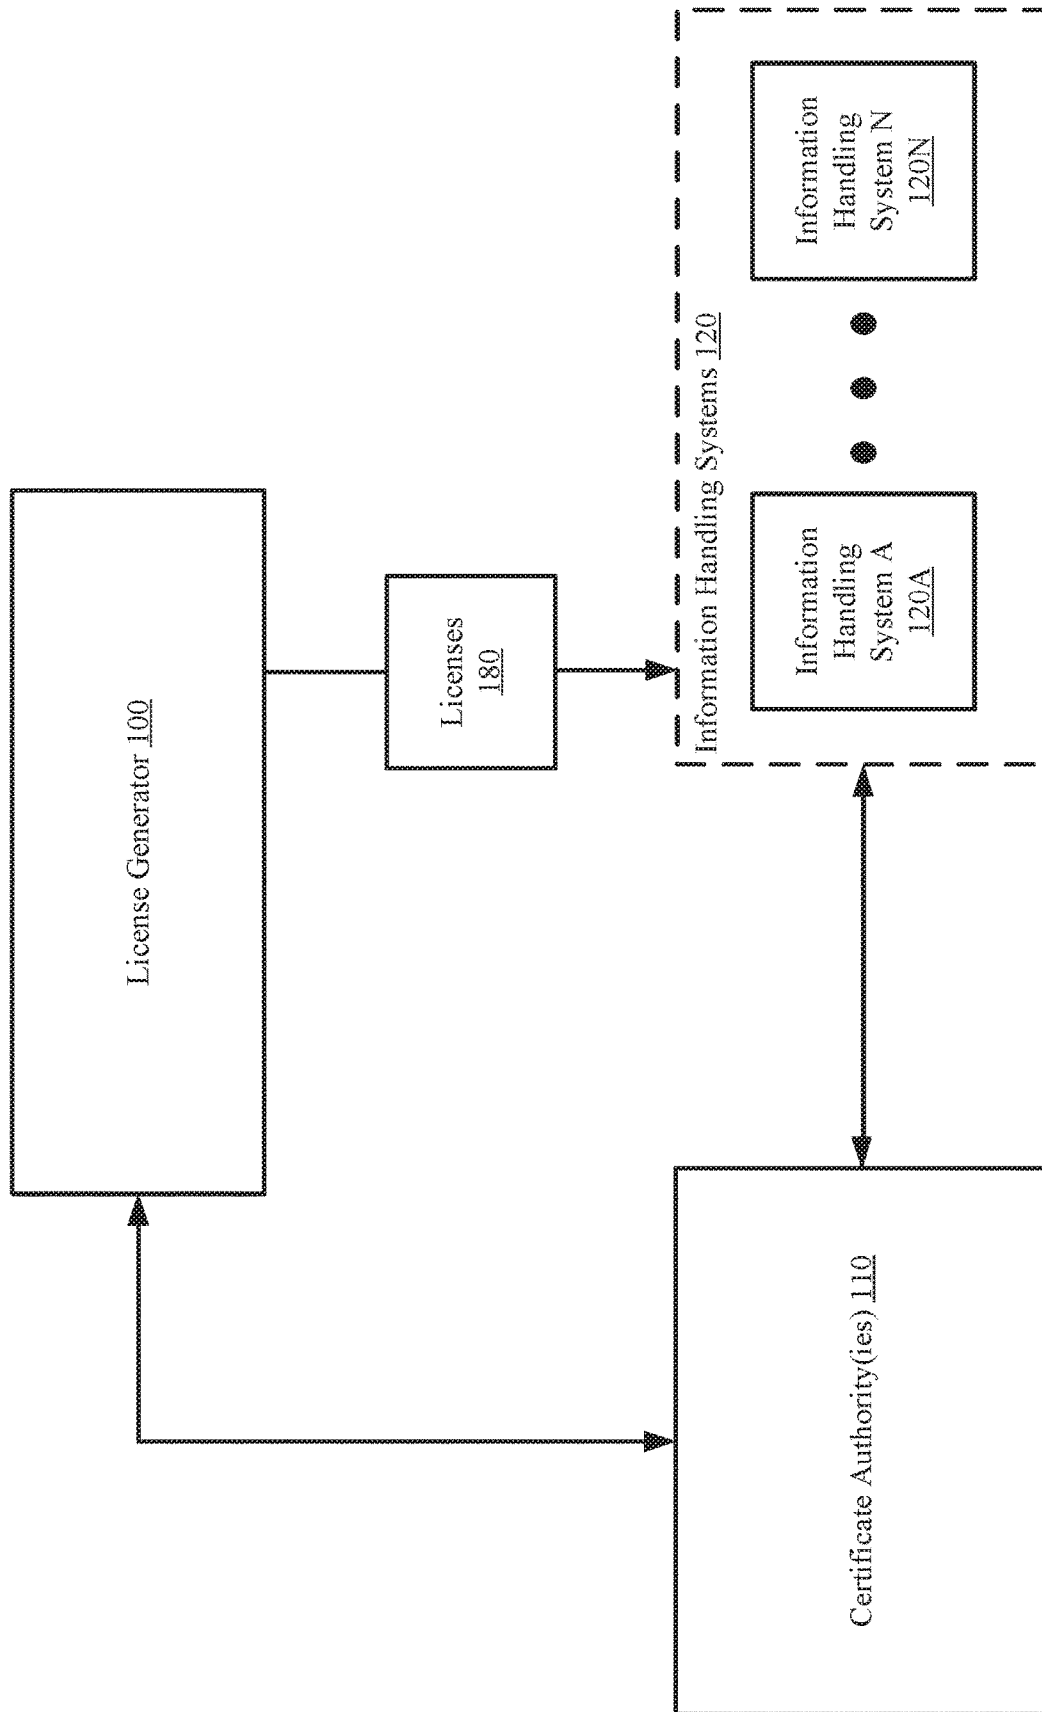 License Generator 100
Licenses
180
Information Handling Systems 120
Information
Handling
System A
120A
Information
Handling
System N
120N
Certificate Authority(ies) 110